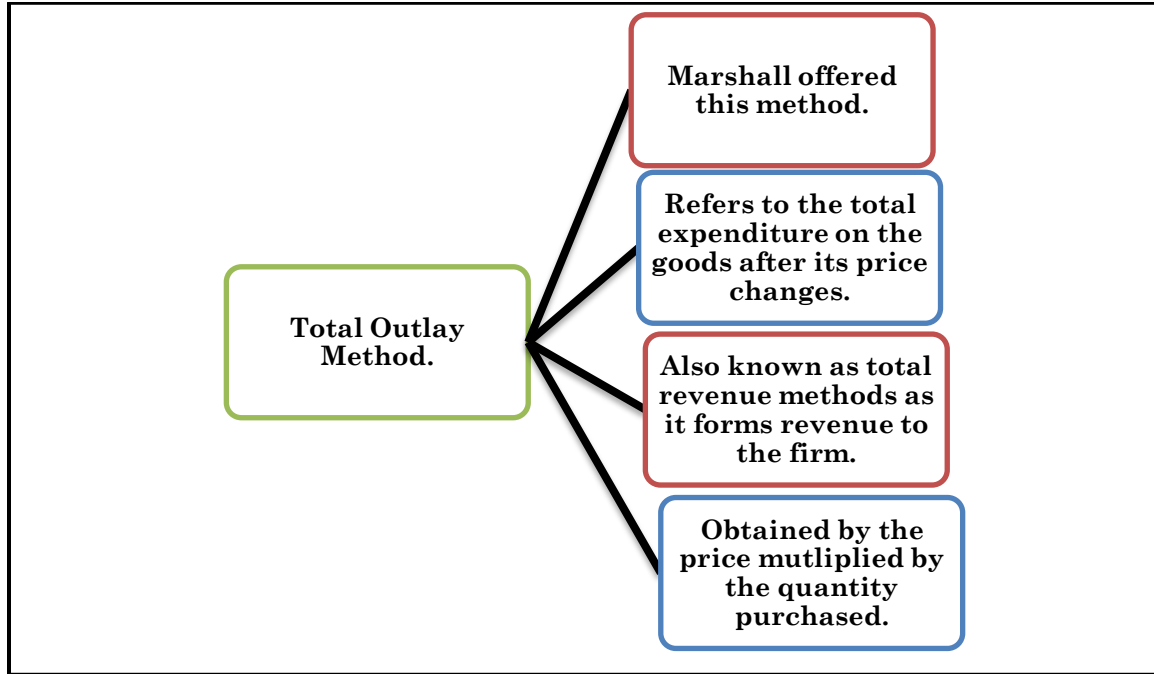 Total Outlay
Method.
Marshall offered
this method.
Refers to the total
expenditure on the
goods after its price
changes.
Also known as total
revenue methods as
it forms revenue to
the firm.
Obtained by the
price mutliplied by
the quantity
purchased.